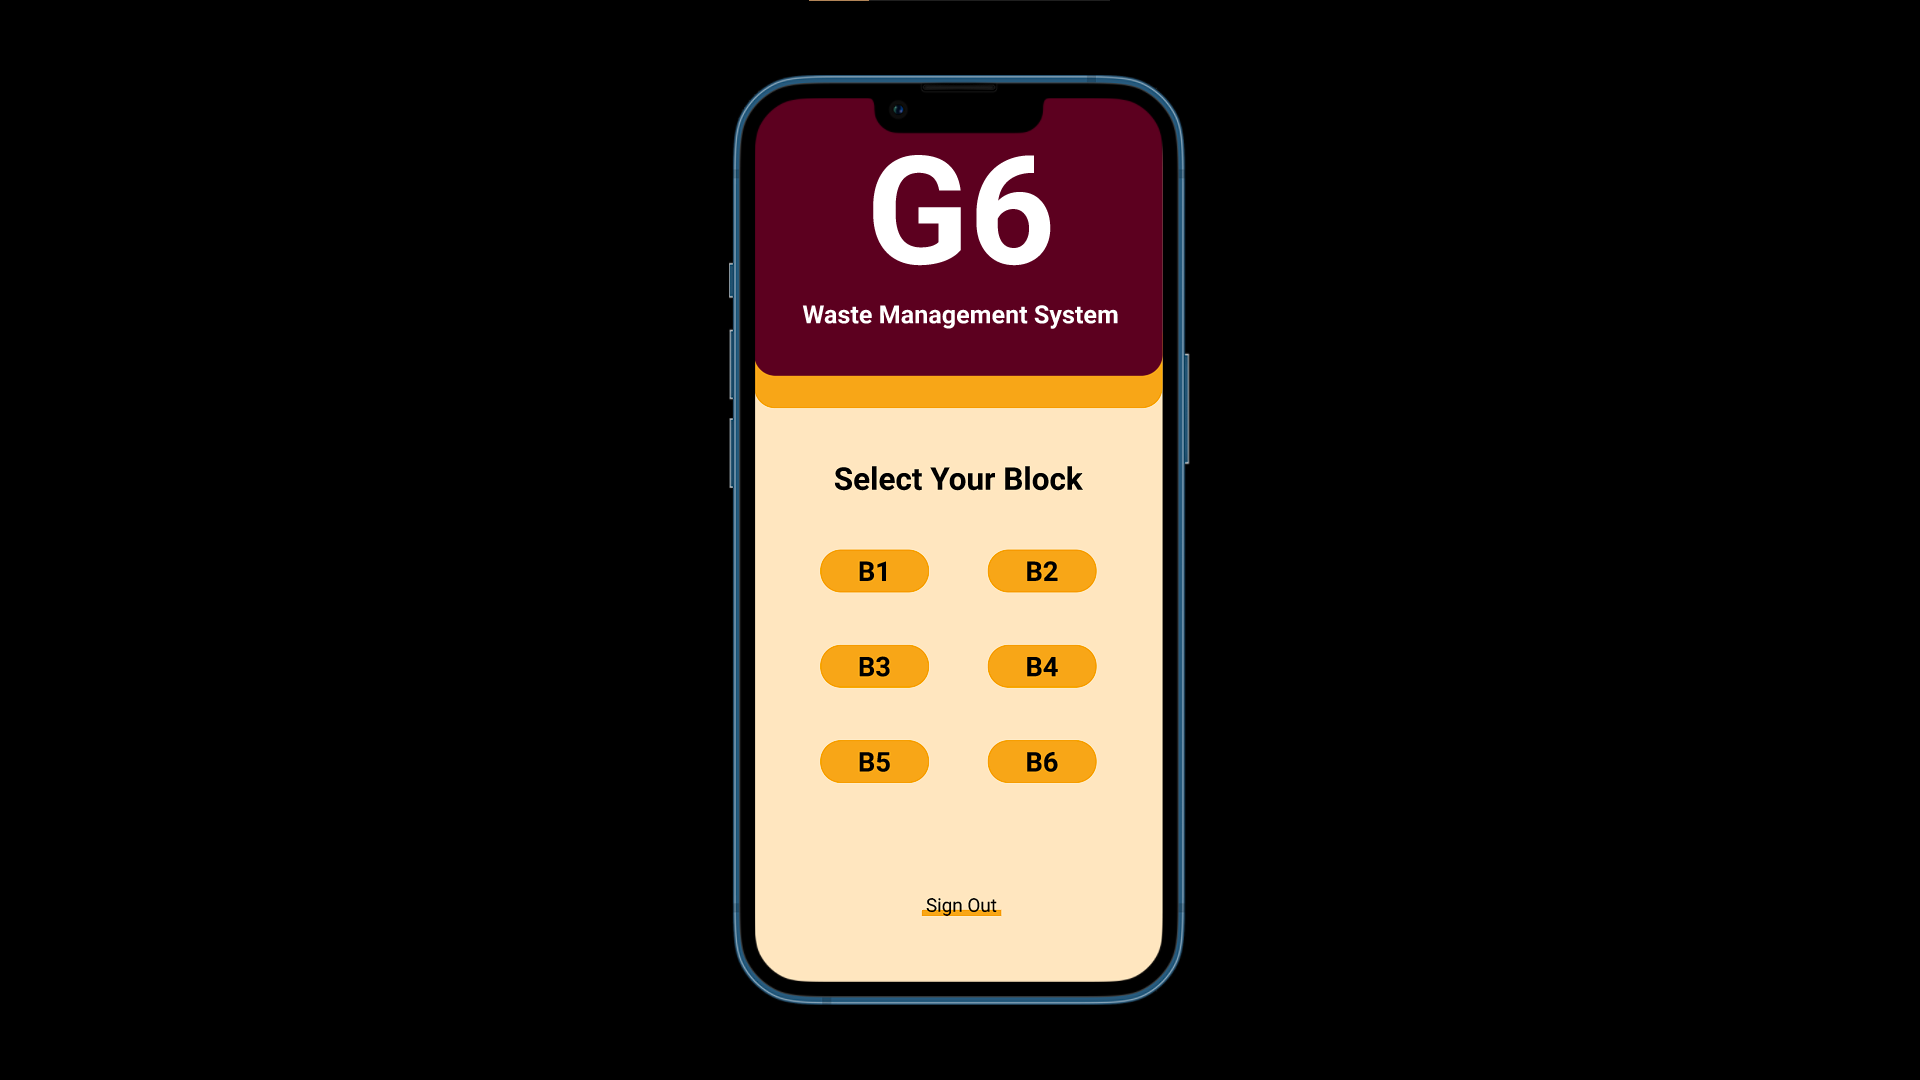 G6
Waste Management System
Select Your Block
B1 B2
B3 B4
B5 B6
Sign Out